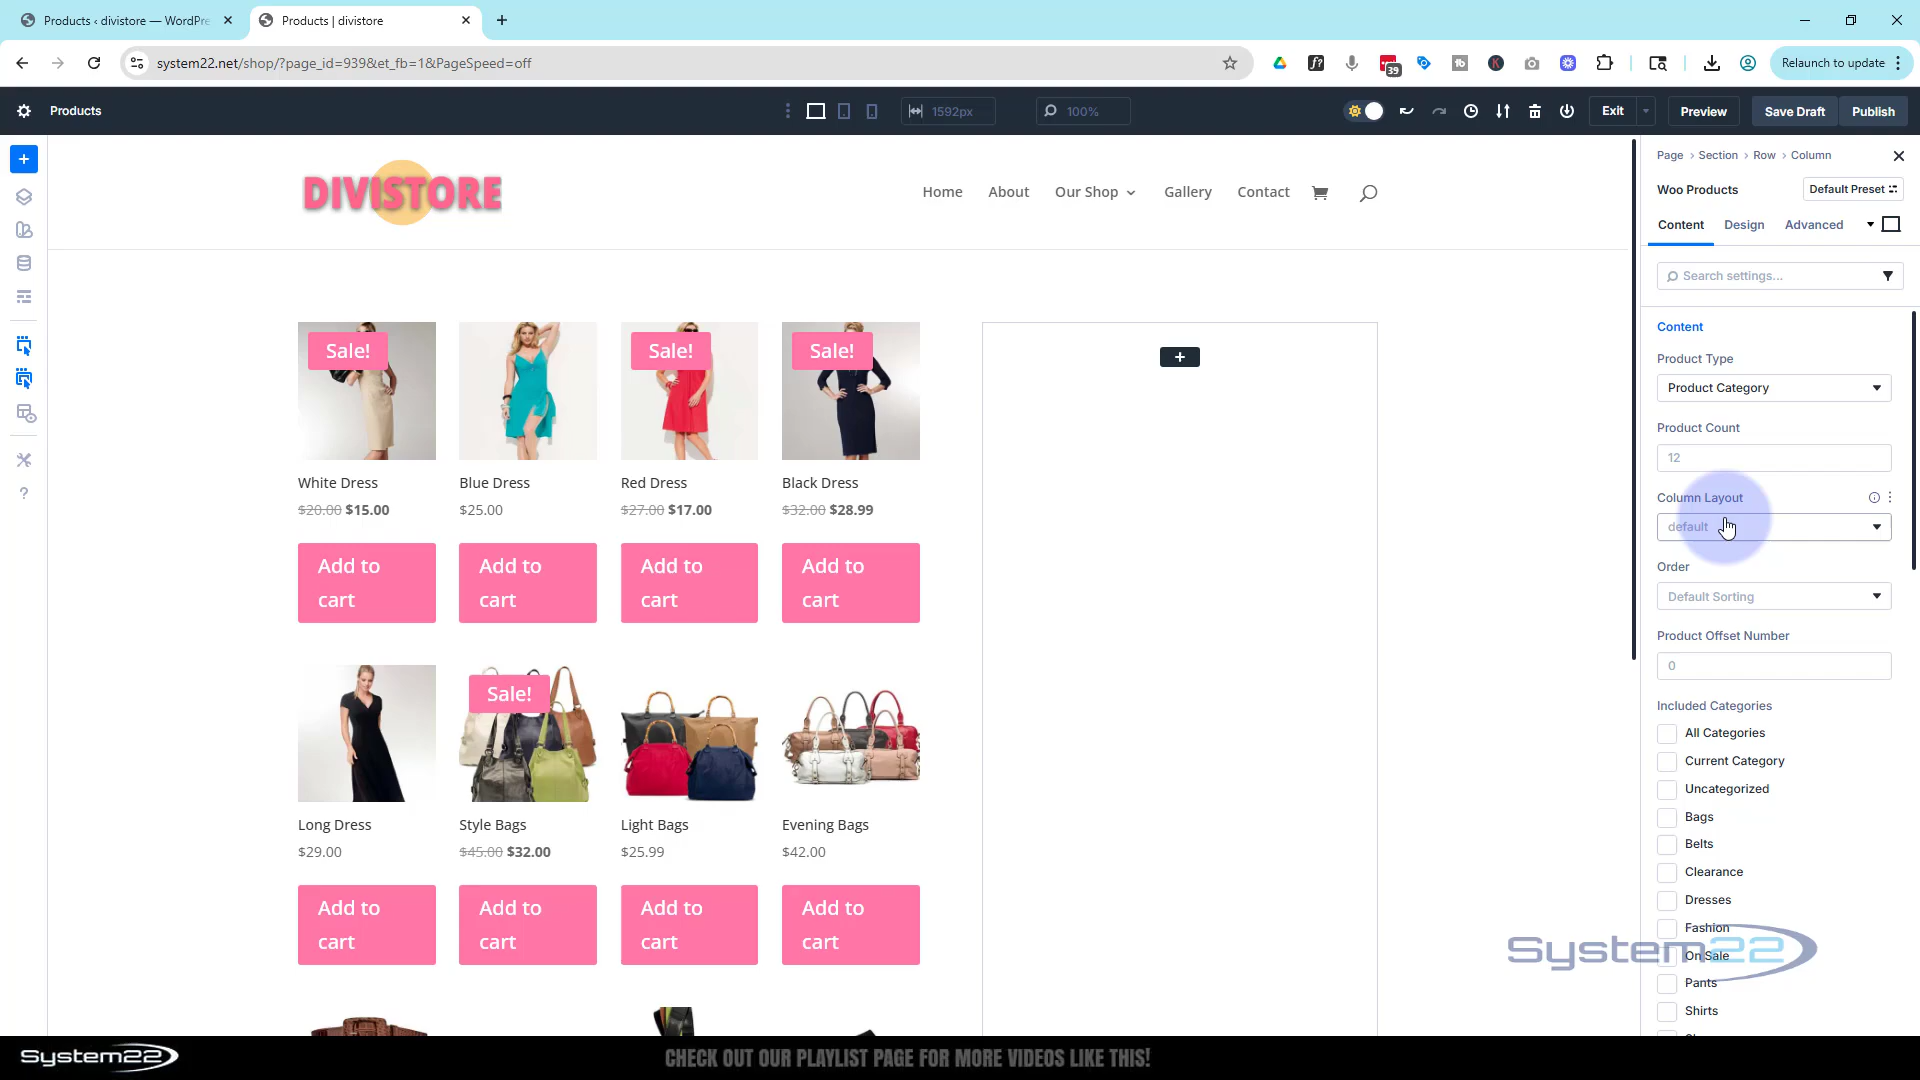 Products ‹ divistore — WordPre
Products | divistore
system22.net/shop/?page_id=939&et_fb=1&PageSpeed=off
39
Relaunch to update
Products
1592px
100%
Exit
Preview
Save Draft
Publish
DIVISTORE
Home
About
Our Shop
Gallery
Contact
Page › Section › Row › Column
Woo Products
Default Preset
Content
Design
Advanced
Search settings...
Content
Product Type
Product Category
Product Count
12
Column Layout
default
Order
Default Sorting
Product Offset Number
0
Included Categories
All Categories
Current Category
Uncategorized
Bags
Belts
Clearance
Dresses
Fashion
On Sale
Pants
Shirts
Sale!
Sale!
Sale!
White Dress
Blue Dress
Red Dress
Black Dress
$20.00 $15.00
$25.00
$27.00 $17.00
$32.00 $28.99
Add to
cart
Add to
cart
Add to
cart
Add to
cart
Sale!
Long Dress
Style Bags
Light Bags
Evening Bags
$29.00
$45.00 $32.00
$25.99
$42.00
Add to
cart
Add to
cart
Add to
cart
Add to
cart
System22
System22
CHECK OUT OUR PLAYLIST PAGE FOR MORE VIDEOS LIKE THIS!